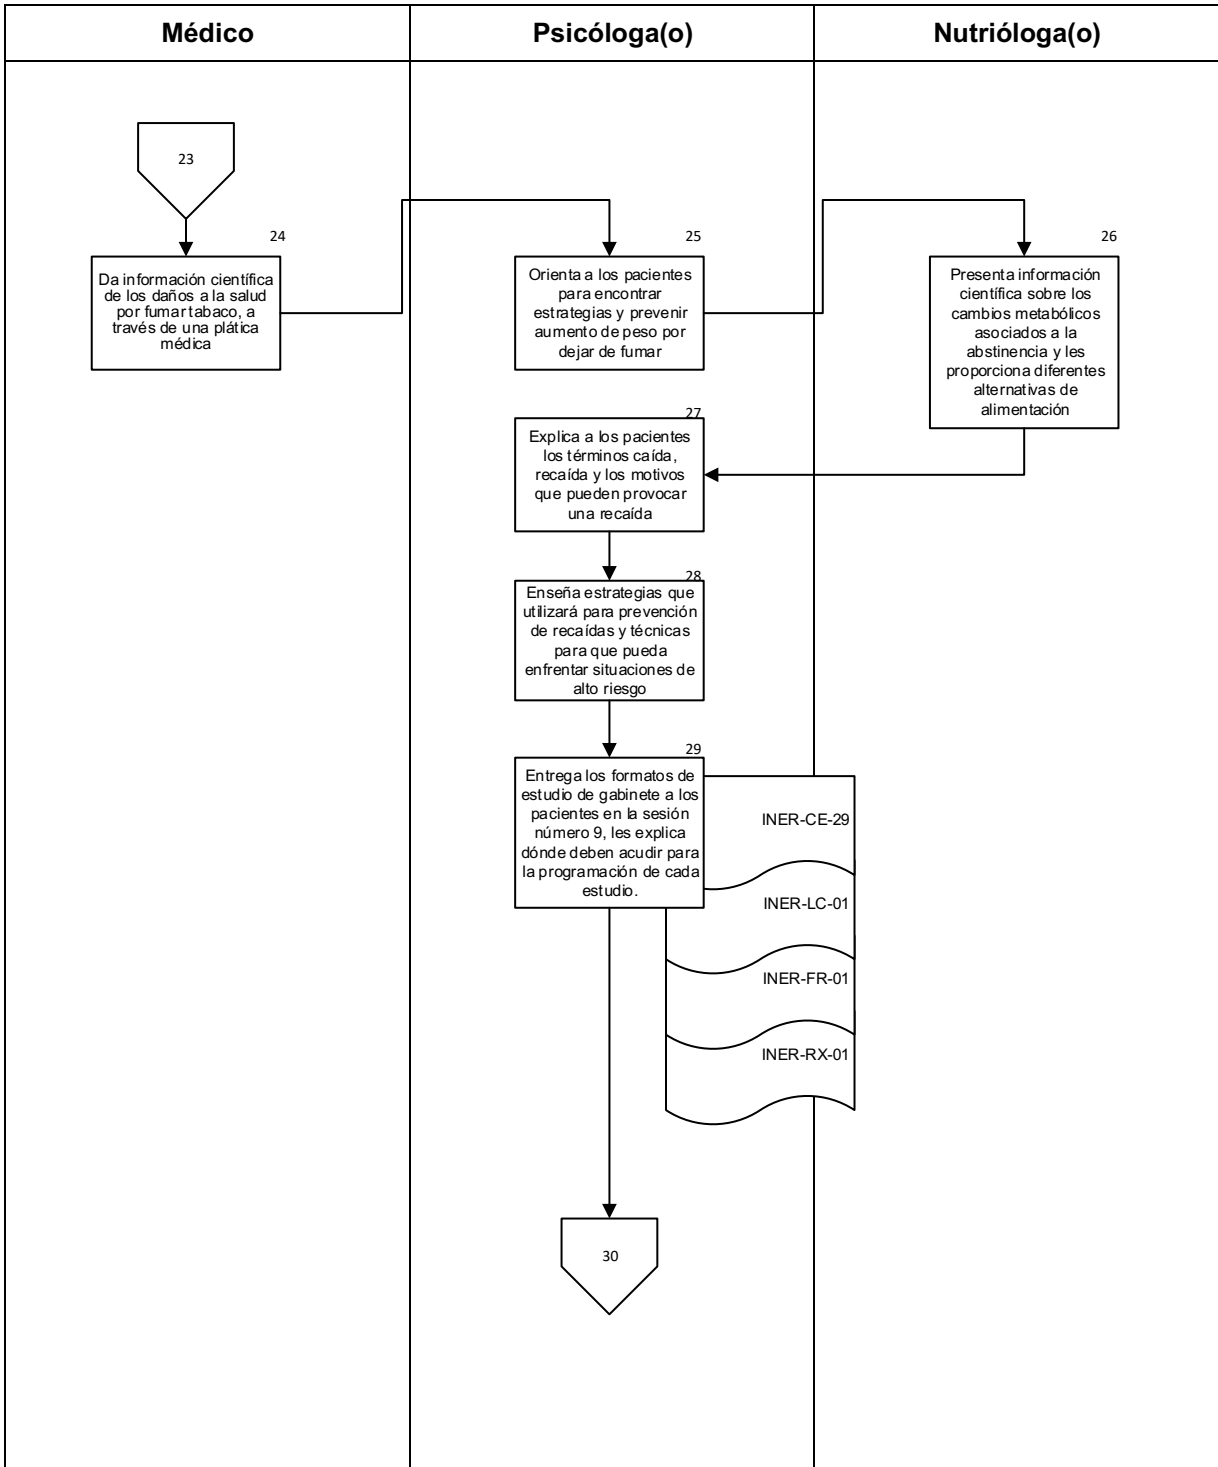 Médico
Psicóloga(o)
Nutrióloga(o)
23
24
Da información científica
de los daños a la salud
por fumar tabaco, a
través de una plática
médica
25
Orienta a los pacientes
para encontrar
estrategias y prevenir
aumento de peso por
dejar de fumar
26
Presenta información
científica sobre los
cambios metabólicos
asociados a la
abstinencia y les
proporciona diferentes
alternativas de
alimentación
27
Explica a los pacientes
los términos caída,
recaída y los motivos
que pueden provocar
una recaída
28
Enseña estrategias que
utilizará para prevención
de recaídas y técnicas
para que pueda
enfrentar situaciones de
alto riesgo
29
Entrega los formatos de
estudio de gabinete a los
pacientes en la sesión
número 9, les explica
dónde deben acudir para
la programación de cada
estudio.
INER-CE-29
INER-LC-01
INER-FR-01
INER-RX-01
30